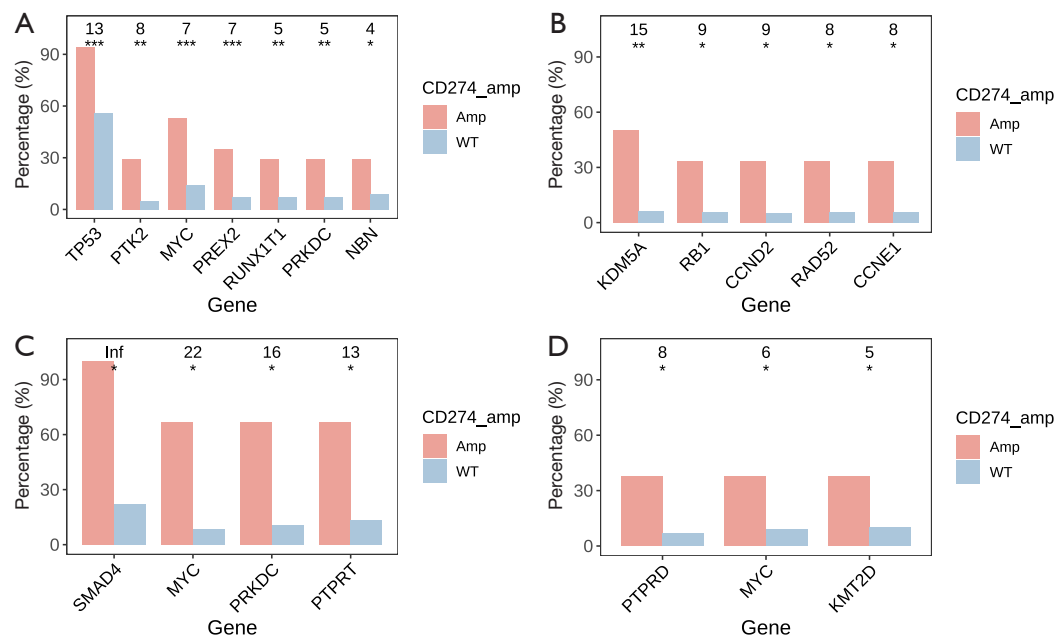 A
13 8 7 7 5 5 4
*** ** *** *** ** ** *
90
60
30
0
Percentage (%)
TP53 PTK2 MYC PREX2 RUNX1T1 PRKDC NBN
Gene
CD274_amp
Amp
WT
B
15 9 9 8 8
** * * * *
90
60
30
0
Percentage (%)
KDM5A RB1 CCND2 RAD52 CCNE1
Gene
CD274_amp
Amp
WT
C
Inf 22 16 13
* * * *
90
60
30
0
Percentage (%)
SMAD4 MYC PRKDC PTPRT
Gene
CD274_amp
Amp
WT
D
8 6 5
* * *
90
60
30
0
Percentage (%)
PTPRD MYC KMT2D
Gene
CD274_amp
Amp
WT